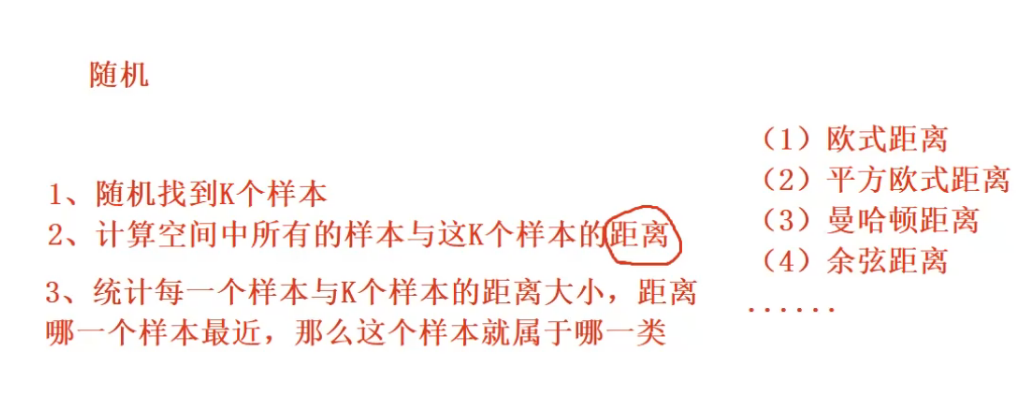 随机
1、随机找到K个样本
2、计算空间中所有的样本与这K个样本的距离
3、统计每一个样本与K个样本的距离大小，距离
哪一个样本最近，那么这个样本就属于哪一类
（1）欧式距离
（2）平方欧式距离
（3）曼哈顿距离
（4）余弦距离
......